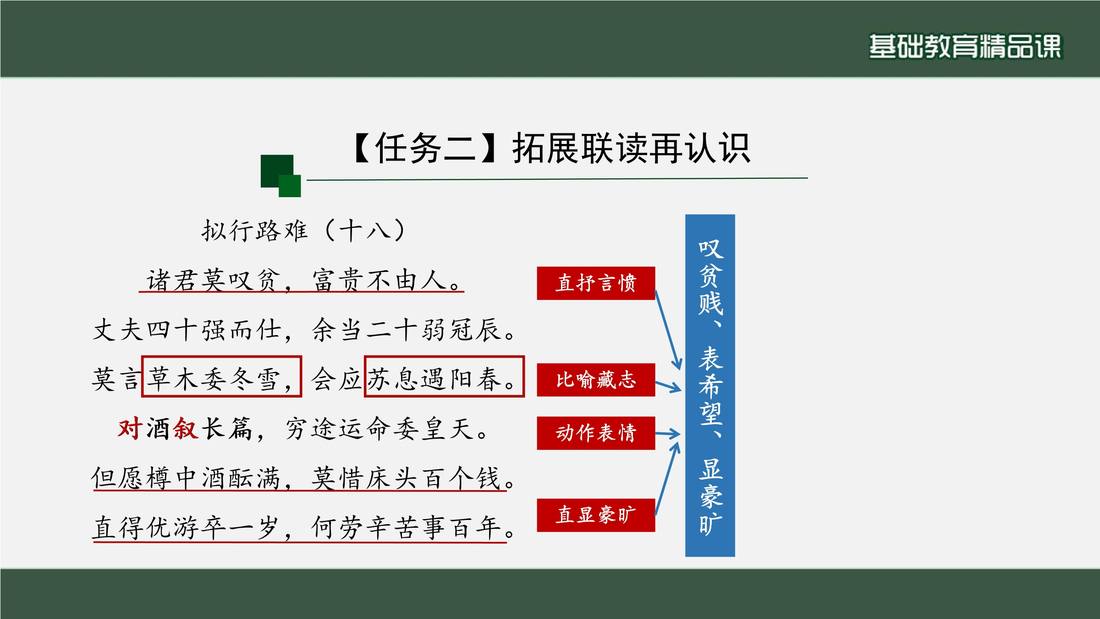 基础教育精品课
【任务二】拓展联读再认识
拟行路难（十八）
诸君莫叹贫，富贵不由人。
丈夫四十强而仕，余当二十弱冠辰。
莫言草木委冬雪，会应苏息遇阳春。
对酒叙长篇，穷途运命委皇天。
但愿樽中酒酝满，莫惜床头百个钱。
直得优游卒一岁，何劳辛苦事百年。
直抒言愤
比喻藏志
动作表情
直显豪旷
叹贫贱、表希望、显豪旷